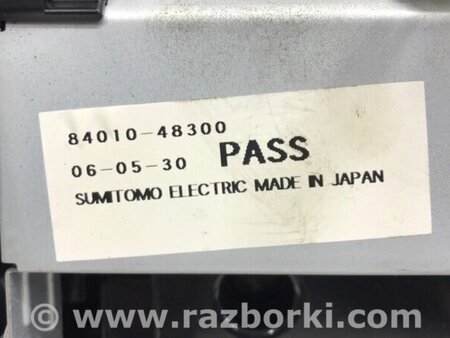 84010-48300
06-05-30 PASS
SUMITOMO ELECTRIC MADE IN JAPAN
© www.razborki.com